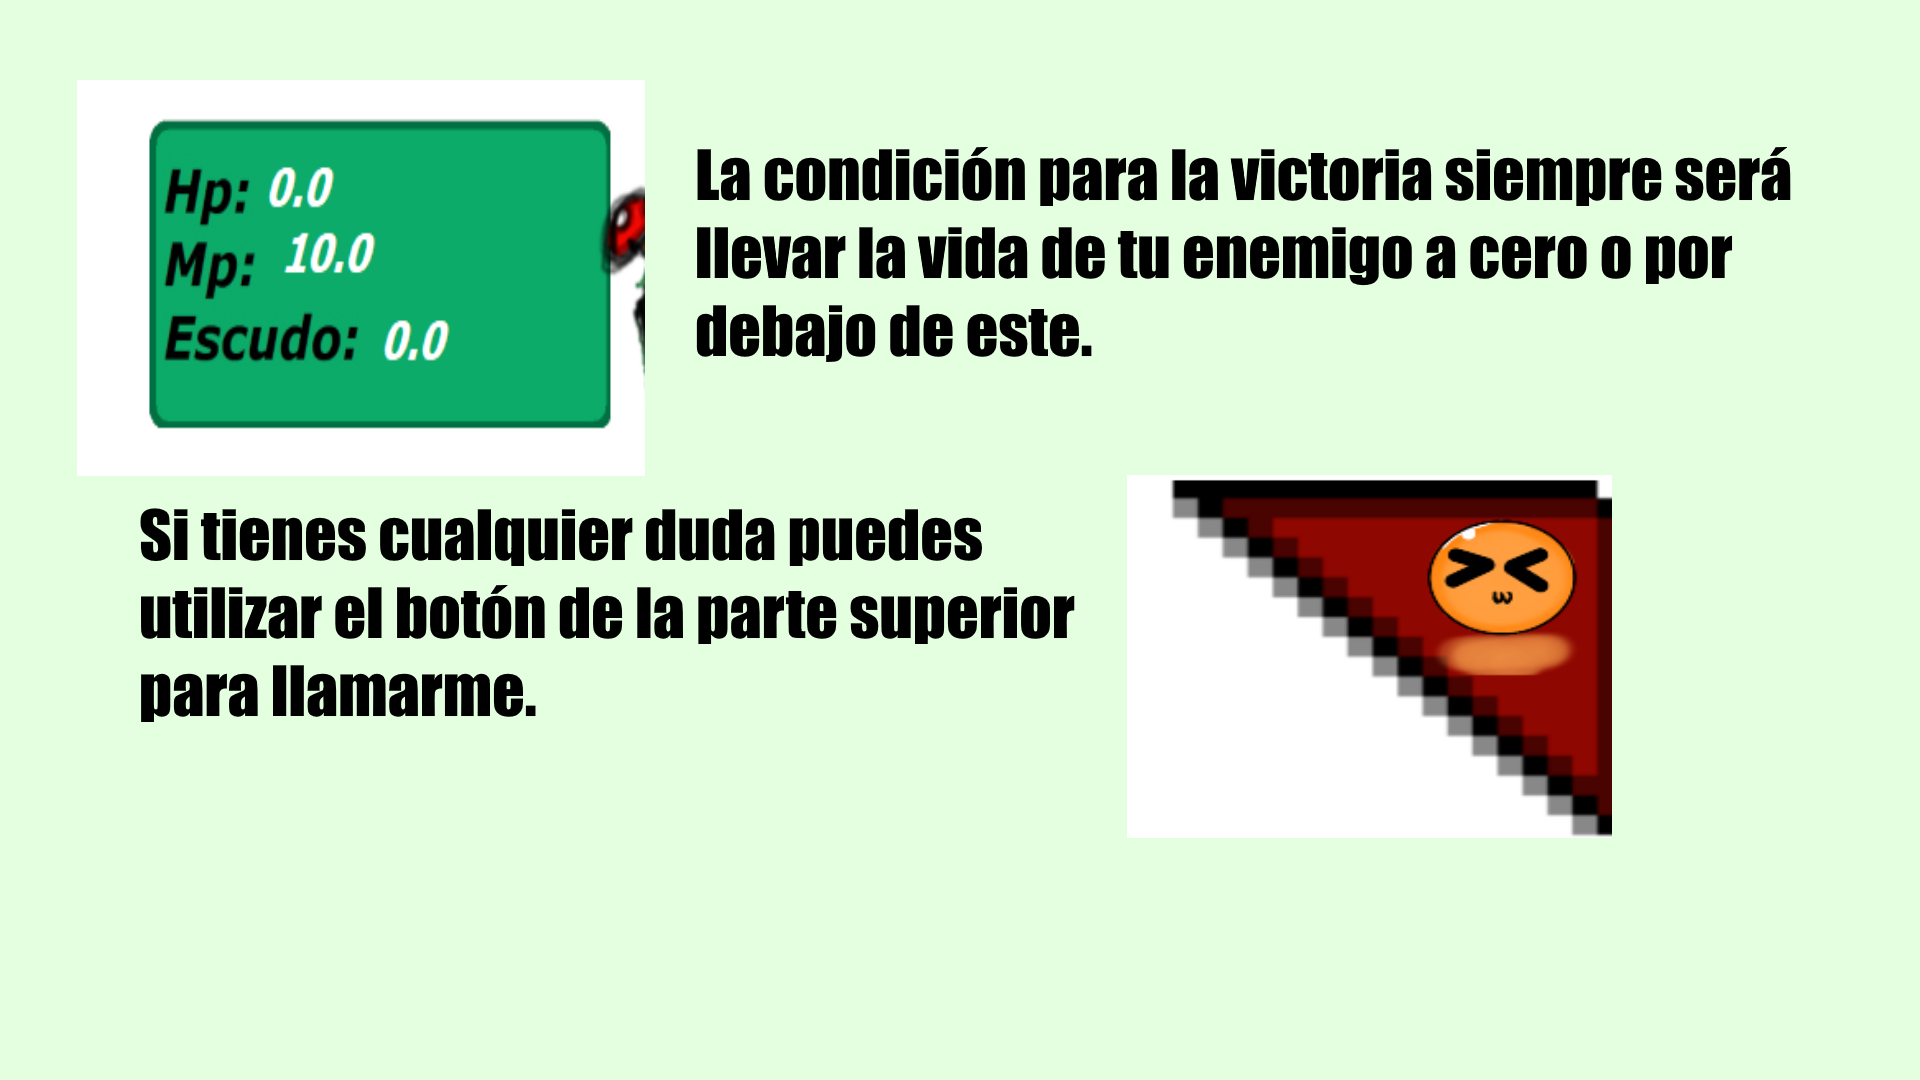 Hp: 0.0
Mp: 10.0
Escudo: 0.0
La condición para la victoria siempre será
llevar la vida de tu enemigo a cero o por
debajo de este.
Si tienes cualquier duda puedes
utilizar el botón de la parte superior
para llamarme.